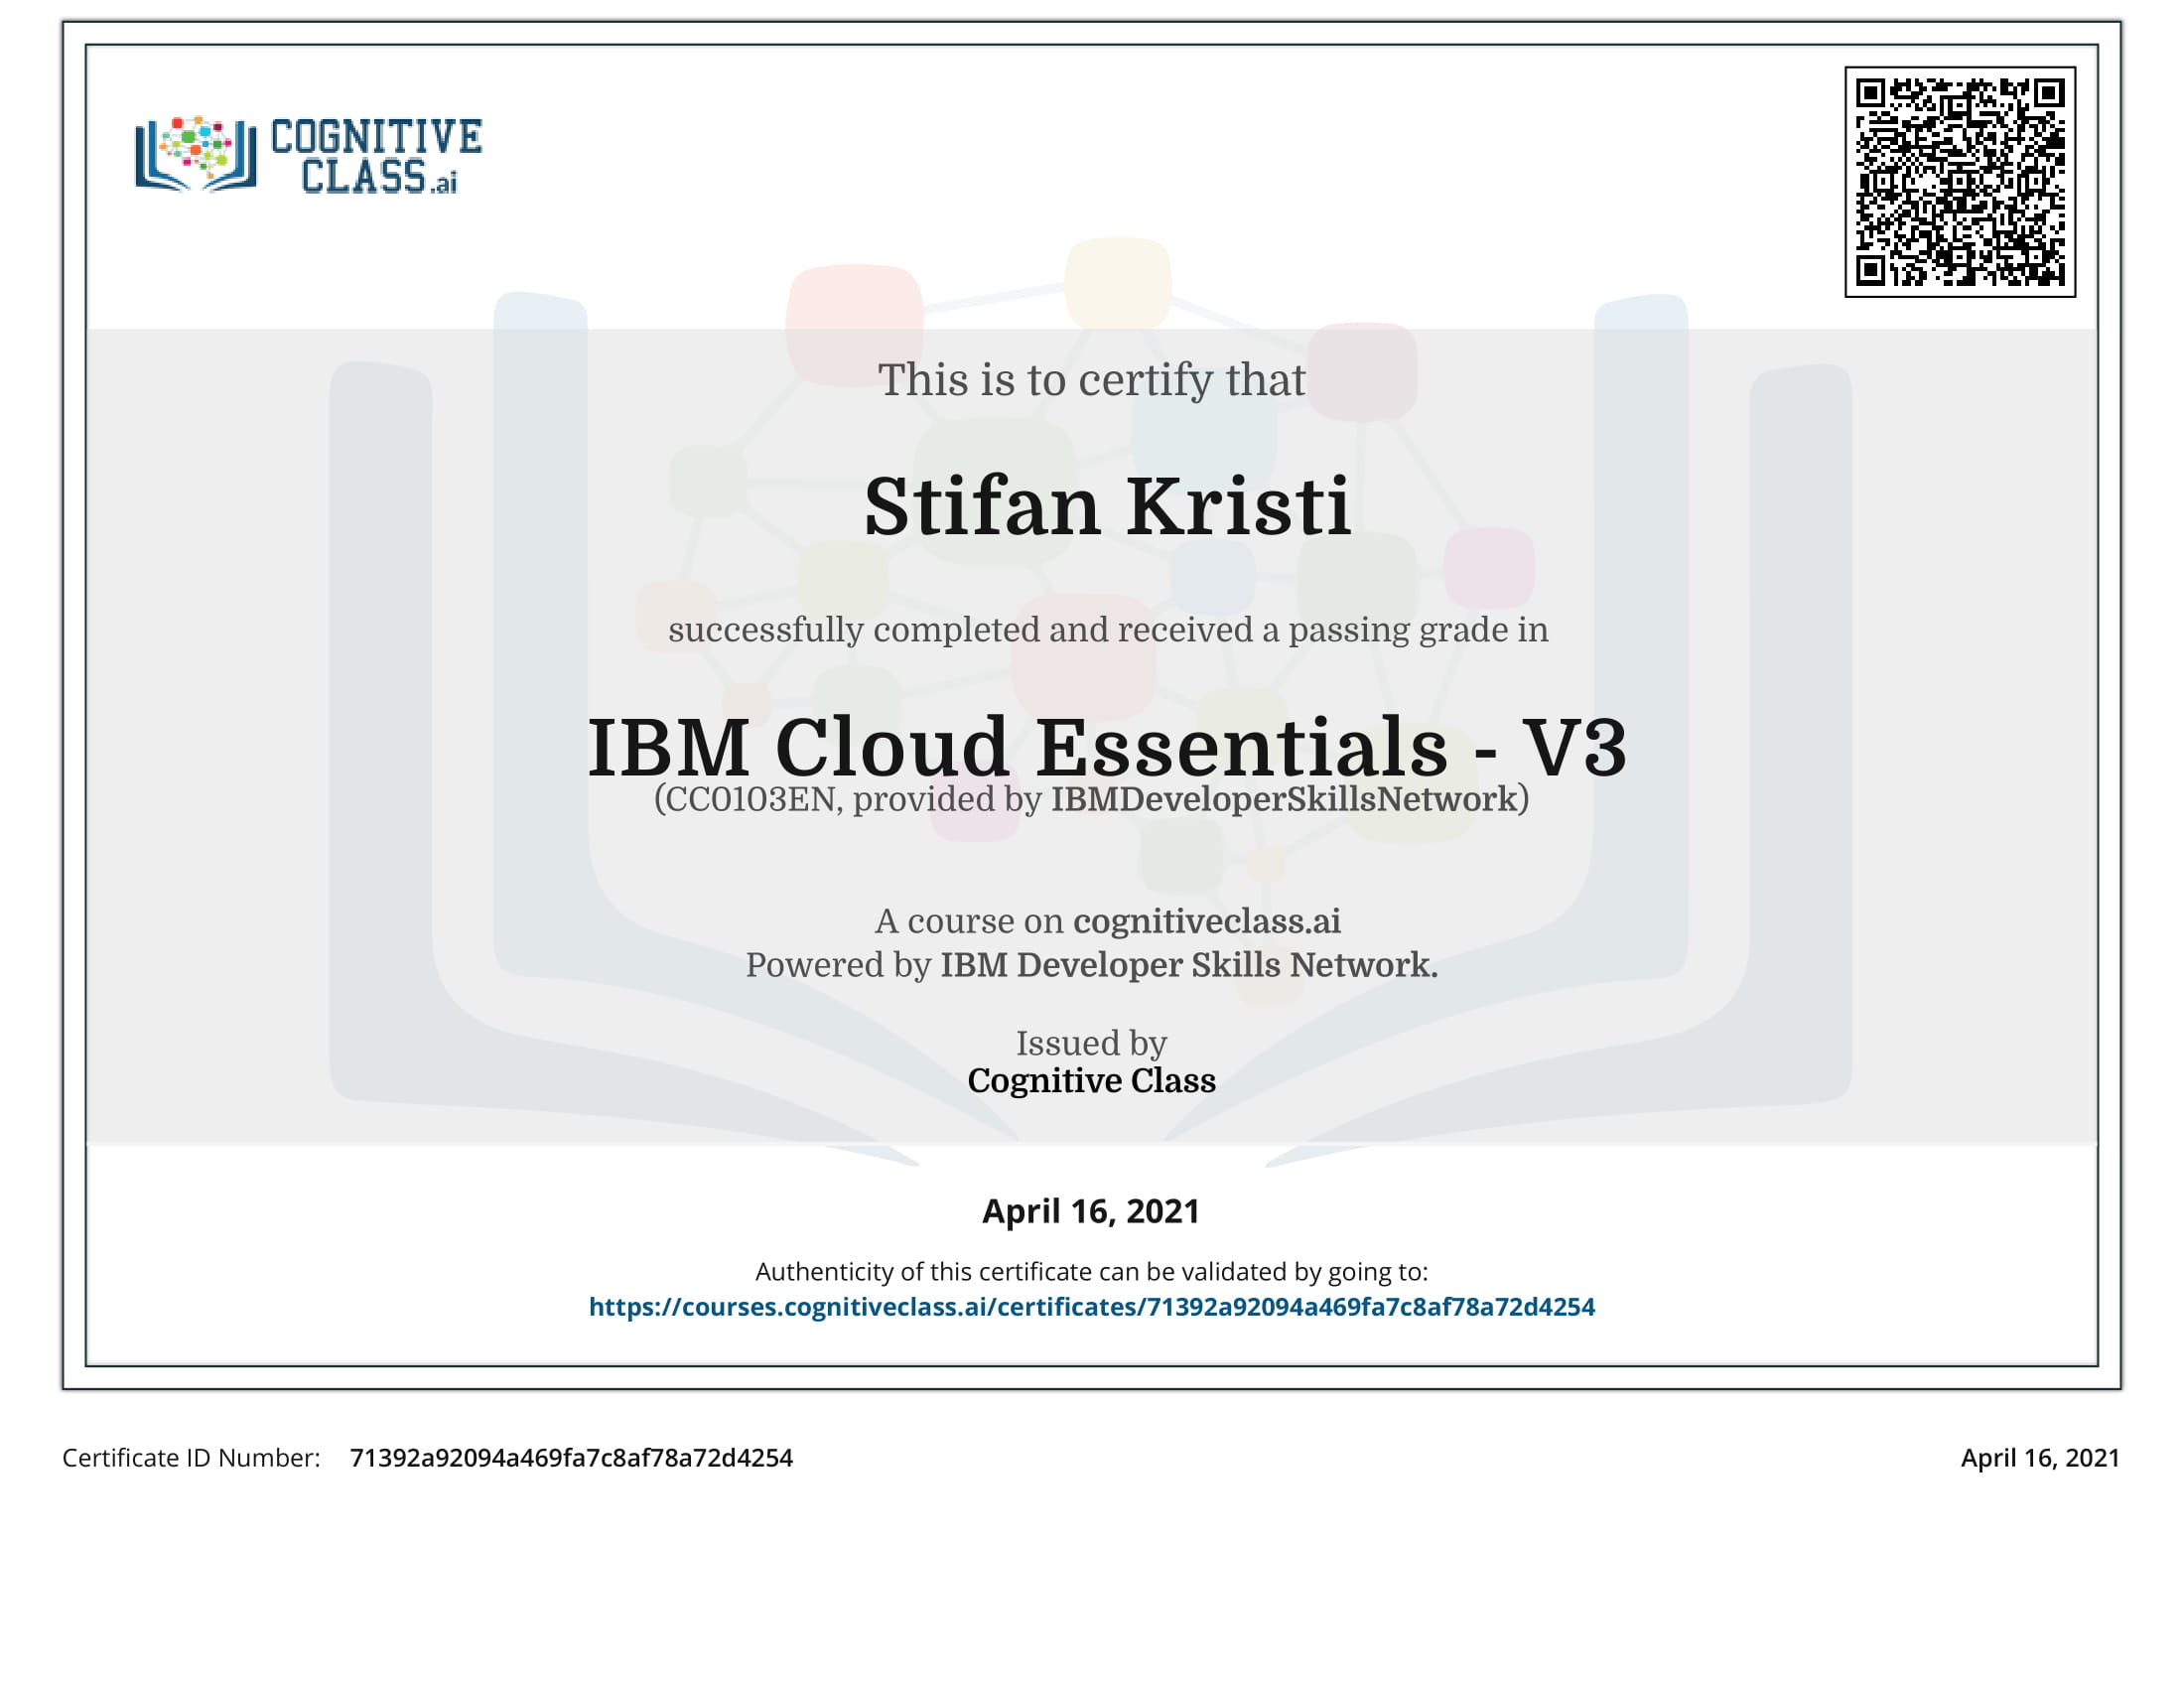 COGNITIVE
CLASS.ai
This is to certify that
Stifan Kristi
successfully completed and received a passing grade in
IBM Cloud Essentials - V3
(CC0103EN, provided by IBMDeveloperSkillsNetwork)
A course on cognitiveclass.ai
Powered by IBM Developer Skills Network.
Issued by
Cognitive Class
April 16, 2021
Authenticity of this certificate can be validated by going to:
https://courses.cognitiveclass.ai/certificates/71392a92094a469fa7c8af78a72d4254
Certificate ID Number: 71392a92094a469fa7c8af78a72d4254
April 16, 2021